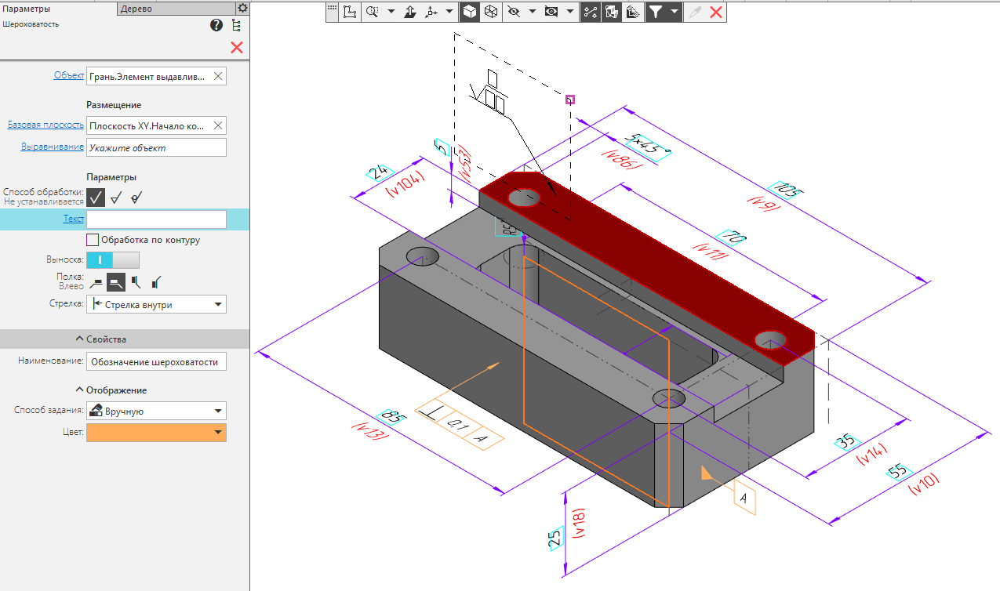 Параметры
Дерево
Шероховатость
?
Объект
Грань.Элемент выдавлив...
Размещение
Базовая плоскость
Плоскость XY.Начало ко...
Выравнивание
Укажите объект
Параметры
Способ обработки:
Не устанавливается
Текст
Обработка по контуру
Выноска:
Полка:
Влево
Стрелка:
Стрелка внутри
Свойства
Наименование:
Обозначение шероховатости
Отображение
Способ задания:
Вручную
Цвет:
5
(v53)
24
(v104)
5x45°
(v86)
105
(v9)
70
(v11)
85
(v13)
0,1 A
35
(v14)
55
(v10)
A
25
(v18)